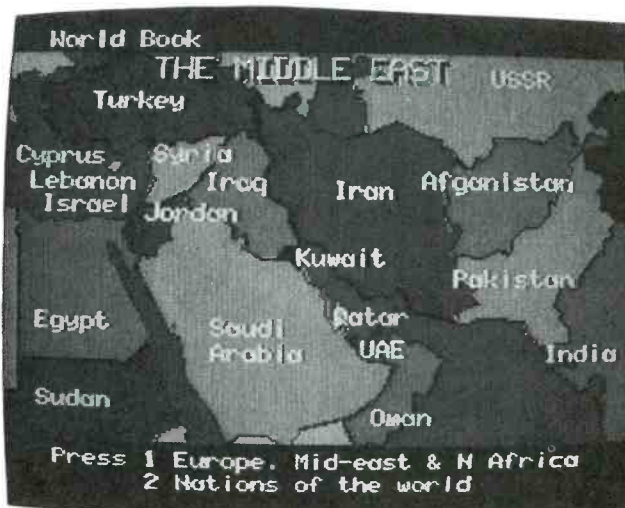 World Book
THE MIDDLE EAST
USSR
Turkey
Cyprus
Syria
Lebanon
Iraq
Iran
Afganistan
Israel
Jordan
Kuwait
Pakistan
Egypt
Saudi
Arabia
Qatar
UAE
India
Sudan
Oman
Press 1 Europe. Mid-east & N Africa
2 Nations of the world